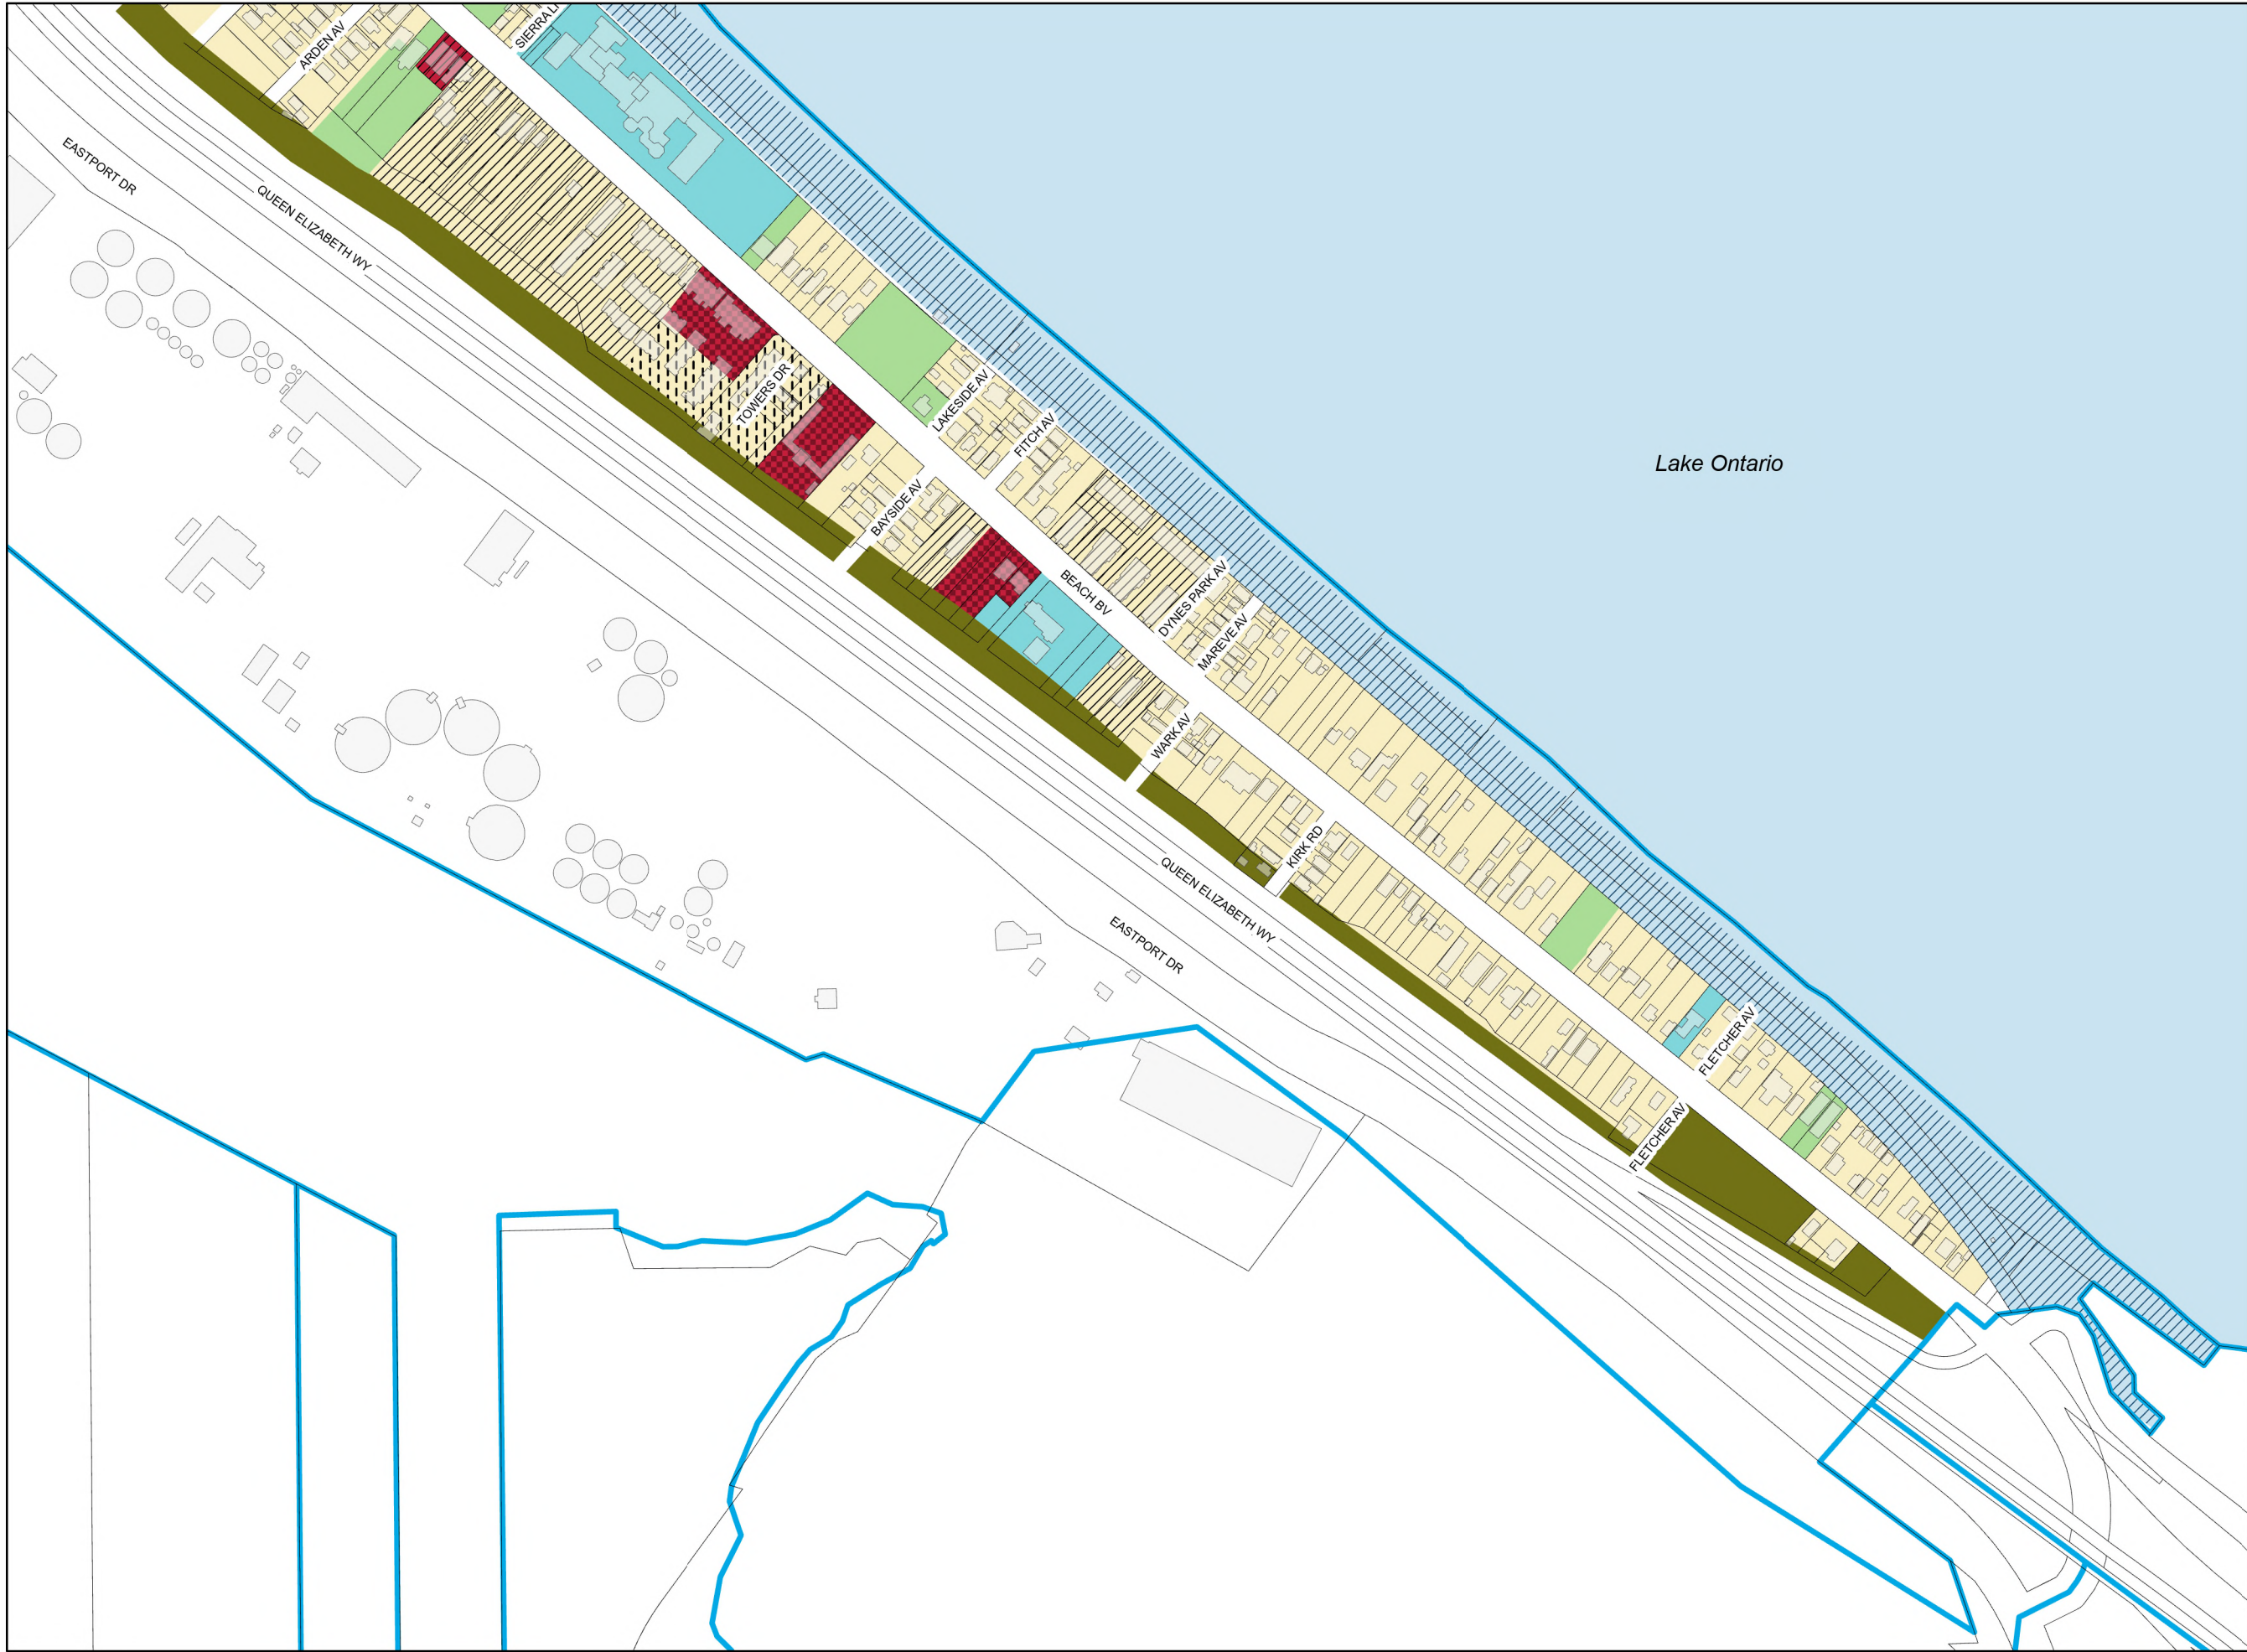 ARDEN AV
EASTPORT DR
QUEEN ELIZABETH WY
TOWERS DR
LAKESIDE AV
FITCH AV
Lake Ontario
BAYSIDE AV
BEACH BV
DYNES PARK AV
MAREVE AV
WARK AV
KIRK RD
QUEEN ELIZABETH WY
EASTPORT DR
FLETCHER AV
FLETCHER AV